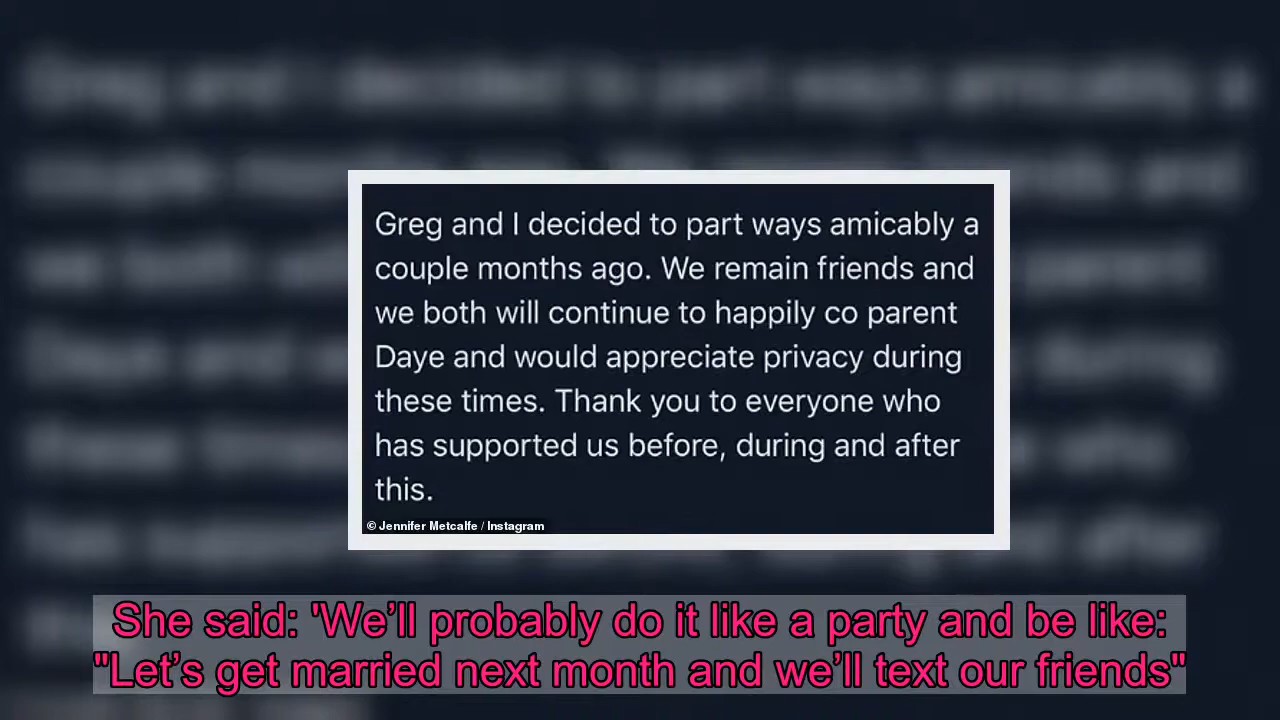 Greg and I decided to part ways amicably a
couple months ago. We remain friends and
we both will continue to happily co parent
Daye and would appreciate privacy during
these times. Thank you to everyone who
has supported us before, during and after
this.
© Jennifer Metcalfe / Instagram
She said: 'We’ll probably do it like a party and be like:
"Let’s get married next month and we’ll text our friends"